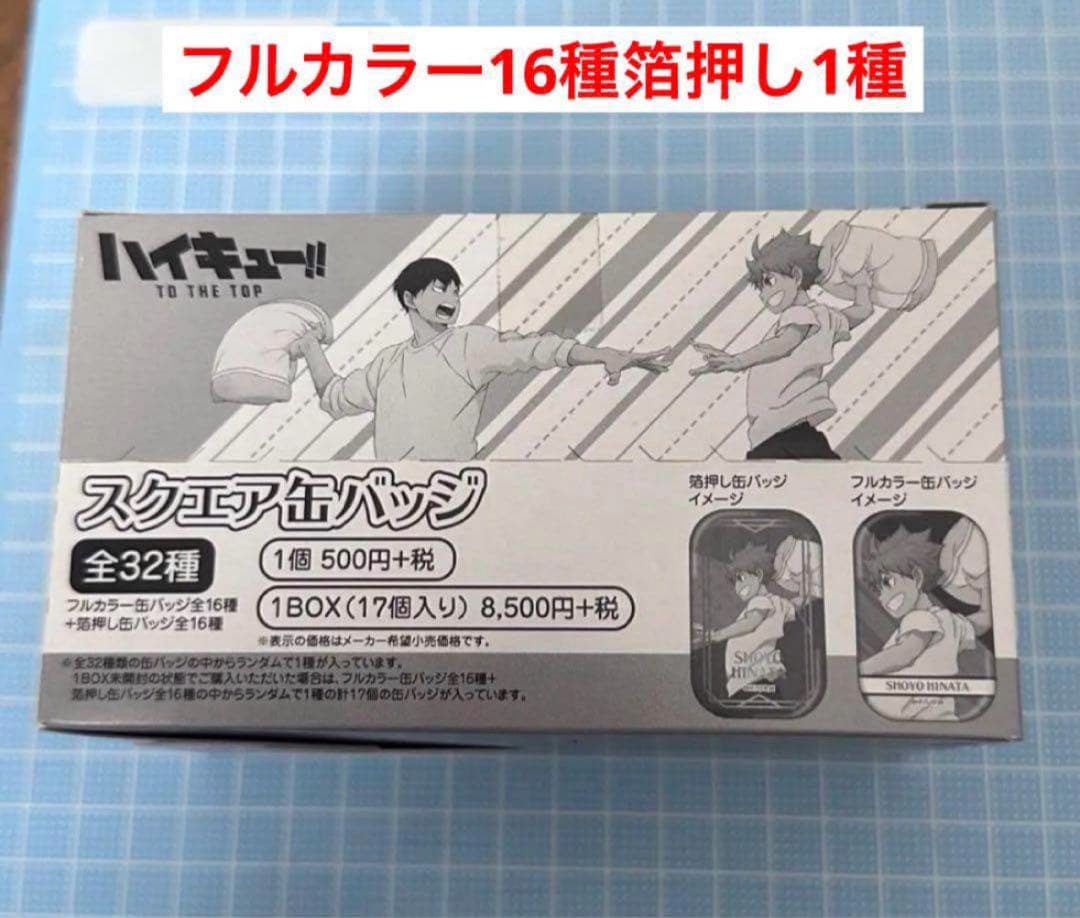 フルカラー16種箔押し1種
ハイキュー!!
TO THE TOP
スクエア缶バッジ
全32種
1個 500円+税
フルカラー缶バッジ全16種
+箔押し缶バッジ全16種
1BOX(17個入り) 8,500円+税
※表示の価格はメーカー希望小売価格です。
※全32種類の缶バッジの中からランダムで1種が入っています。
1BOX未開封の状態でご購入いただいた場合は、フルカラー缶バッジ全16種+
箔押し缶バッジ全16種の中からランダムで1種の計17個の缶バッジが入っています。
箔押し缶バッジ
イメージ
フルカラー缶バッジ
イメージ
SHOYO
HINATA
SHOYO HINATA